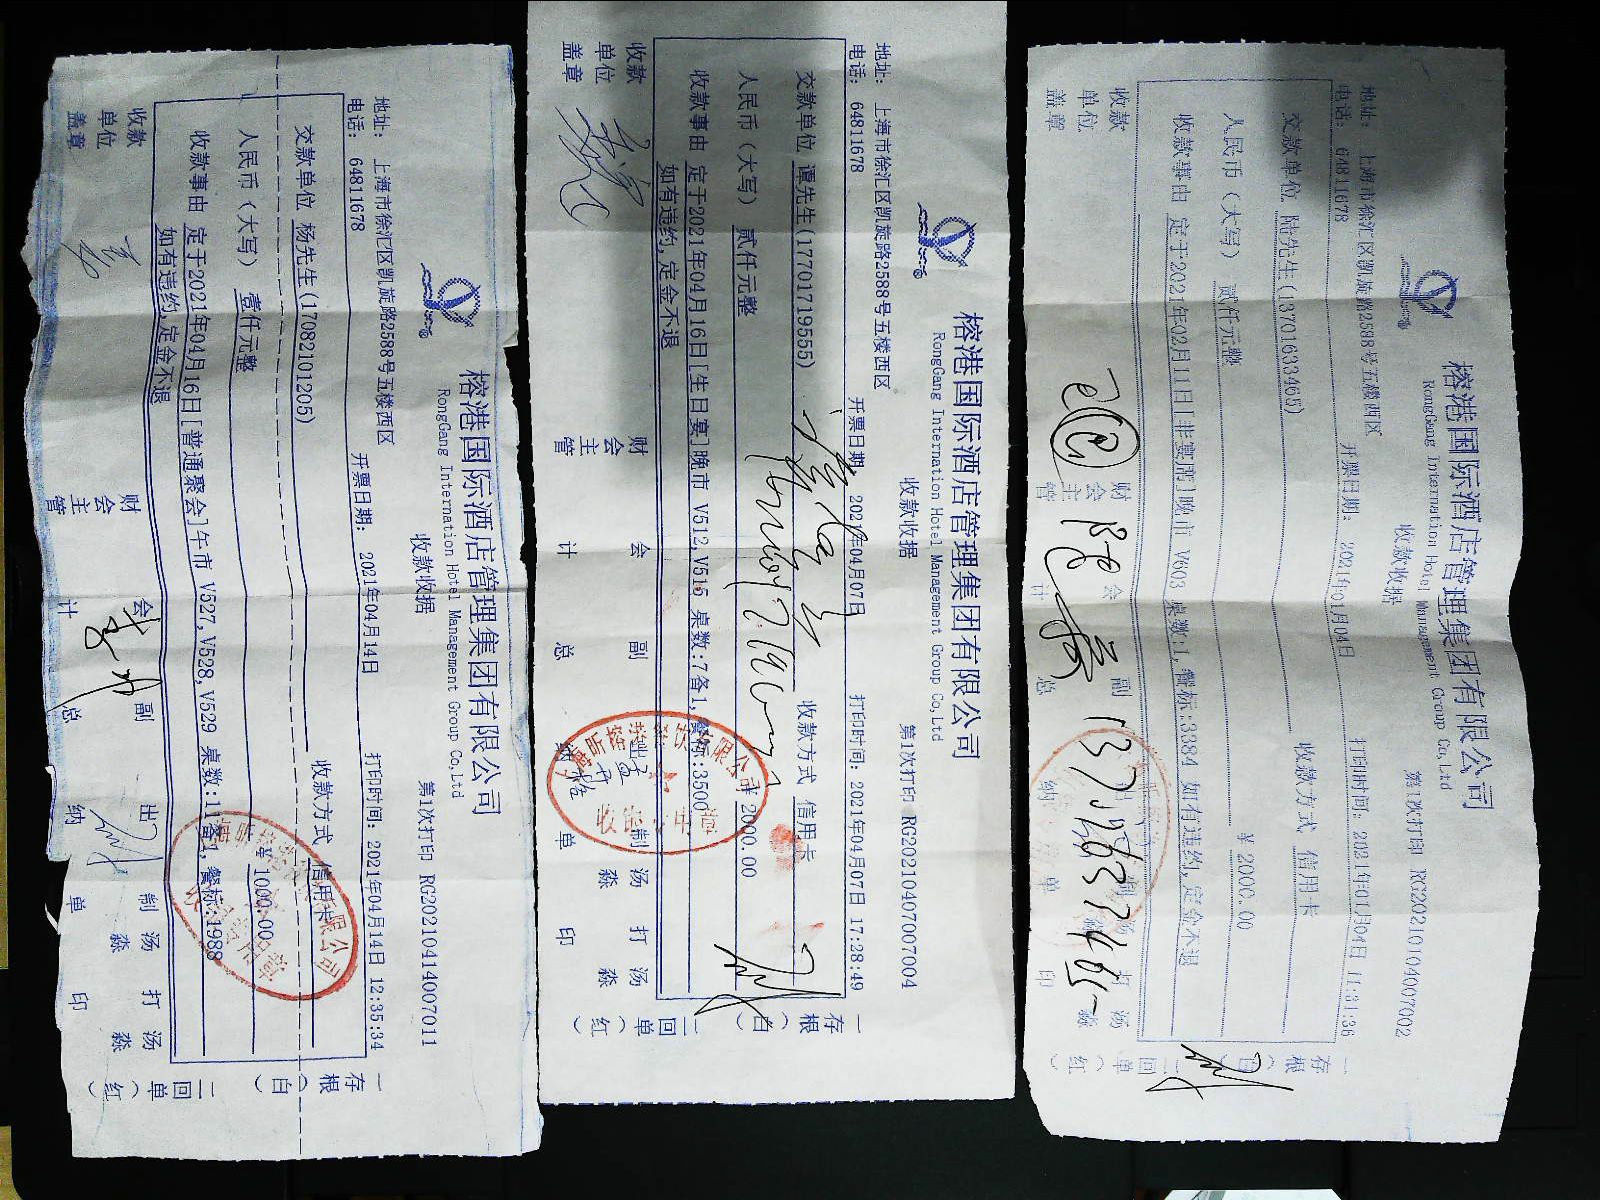 榕港国际酒店管理集团有限公司
RongGang Internation Hotel Management Group Co,Ltd
收款收据
第1次打印 RG20210414007011
地址： 上海市徐汇区凯旋路2588号五楼西区
电话： 64811678
开票日期： 2021年04月14日
打印时间: 2021年04月14日 12:35:34
交款单位 杨先生(17082101205)
收款方式 信用卡
人民币（大写） 壹仟元整
¥ 1000.00
收款事由 定于2021年04月16日[普通聚会]午市 V527,V528,V529 桌数:11备1,餐标:1988
如有违约,定金不退
收款单位盖章
财会主管
会计
副总
出纳
制单 汤淼
打印 汤淼
一存根（白）
二回单（红）
榕港国际酒店管理集团有限公司
RongGang Internation Hotel Management Group Co,Ltd
收款收据
第1次打印 RG20210407007004
地址： 上海市徐汇区凯旋路2588号五楼西区
电话： 64811678
开票日期: 2021年04月07日
打印时间: 2021年04月07日 17:28:49
交款单位 谭先生(17701719555)
收款方式 信用卡
人民币（大写） 贰仟元整
¥ 2000.00
收款事由 定于2021年04月16日[生日宴]晚市 V512,V515 桌数:7备1,餐标:3500
如有违约,定金不退
收款单位盖章
财会主管
会计
副总
制单 汤淼
打印 汤淼
一存根（白）
二回单（红）
榕港国际酒店管理集团有限公司
RongGang Internation Hotel Management Group Co,Ltd
收款收据
第1次打印 RG20210104007002
地址： 上海市徐汇区凯旋路2588号五楼西区
电话： 64811678
开票日期： 2021年01月04日
打印时间: 2021年01月04日 11:31:36
交款单位 陆先生(13701633465)
收款方式 信用卡
人民币（大写） 贰仟元整
¥ 2000.00
收款事由 定于2021年02月11日[非宴酒]晚市 V603 桌数:1,餐标:3384 如有违约,定金不退
收款单位盖章
财会主管
会计
副总
一存根（白）
二回单（红）